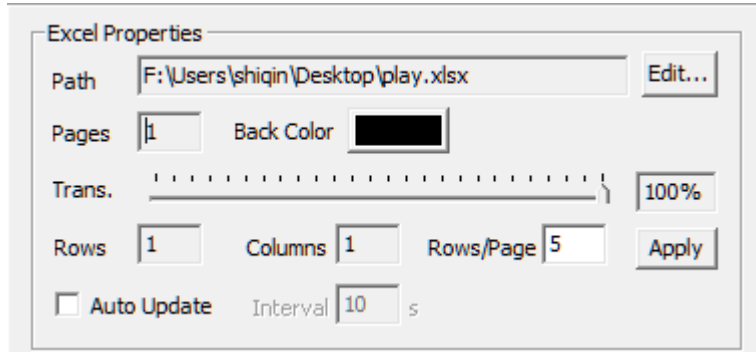 Excel Properties
Path F:\Users\shiqin\Desktop\play.xlsx Edit...
Pages 1 Back Color
Trans. 100%
Rows 1 Columns 1 Rows/Page 5 Apply
Auto Update Interval 10 s